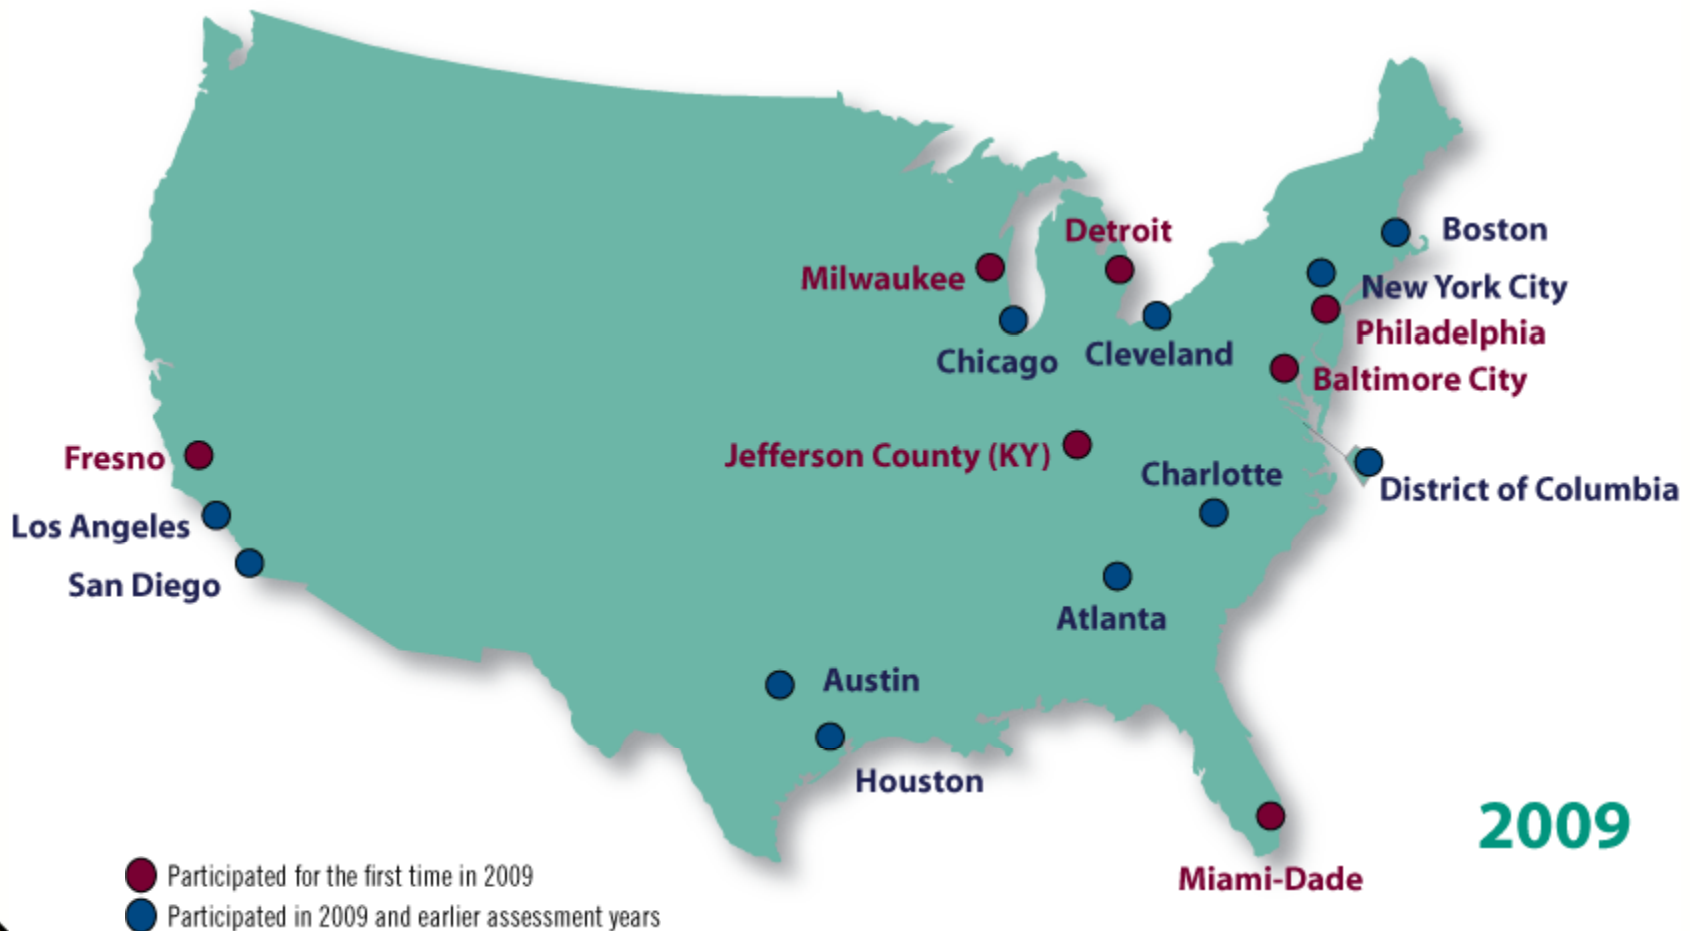 Boston
Detroit
Milwaukee
New York City
Philadelphia
Chicago
Cleveland
Baltimore City
Fresno
Jefferson County (KY)
Charlotte
District of Columbia
Los Angeles
San Diego
Atlanta
Austin
Houston
2009
Miami-Dade
Participated for the first time in 2009
Participated in 2009 and earlier assessment years